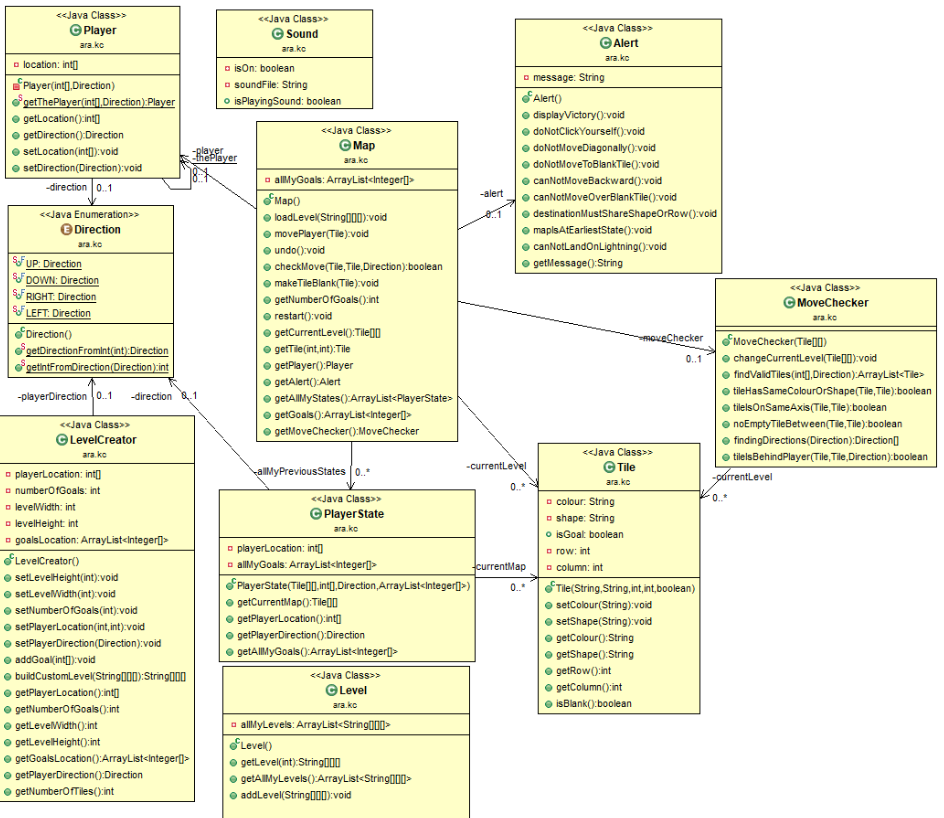 <<Java Class>>
Player
ara.kc
location: int[]
Player(int[],Direction)
getThePlayer(int[],Direction):Player
getLocation():int[]
getDirection():Direction
setLocation(int[]):void
setDirection(Direction):void
<<Java Class>>
Sound
ara.kc
isOn: boolean
soundFile: String
isPlayingSound: boolean
<<Java Class>>
Alert
ara.kc
message: String
Alert()
displayVictory():void
doNotClickYourself():void
doNotMoveDiagonally():void
doNotMoveToBlankTile():void
canNotMoveBackward():void
canNotMoveOverBlankTile():void
destinationMustShareShapeOrRow():void
mapIsAtEarliestState():void
canNotLandOnLightning():void
getMessage():String
-player
-thePlayer
0..1
0..1
-direction
0..1
<<Java Class>>
Map
ara.kc
allMyGoals: ArrayList<Integer[]>
Map()
loadLevel(String[][][]):void
movePlayer(Tile):void
undo():void
checkMove(Tile,Tile,Direction):boolean
makeTileBlank(Tile):void
getNumberOfGoals():int
restart():void
getCurrentLevel():Tile[][]
getTile(int,int):Tile
getPlayer():Player
getAlert():Alert
getAllMyStates():ArrayList<PlayerState>
getGoals():ArrayList<Integer[]>
getMoveChecker():MoveChecker
-alert
0..1
<<Java Enumeration>>
Direction
ara.kc
UP: Direction
DOWN: Direction
RIGHT: Direction
LEFT: Direction
Direction()
getDirectionFromInt(int):Direction
getIntFromDirection(Direction):int
<<Java Class>>
MoveChecker
ara.kc
MoveChecker(Tile[][])
changeCurrentLevel(Tile[][]):void
findValidTiles(int[],Direction):ArrayList<Tile>
tileHasSameColourOrShape(Tile,Tile):boolean
tileIsOnSameAxis(Tile,Tile):boolean
noEmptyTileBetween(Tile,Tile):boolean
findingDirections(Direction):Direction[]
tileIsBehindPlayer(Tile,Tile,Direction):boolean
-moveChecker
0..1
-playerDirection
0..1
-direction
0..1
<<Java Class>>
LevelCreator
ara.kc
playerLocation: int[]
numberOfGoals: int
levelWidth: int
levelHeight: int
goalsLocation: ArrayList<Integer[]>
LevelCreator()
setLevelHeight(int):void
setLevelWidth(int):void
setNumberOfGoals(int):void
setPlayerLocation(int,int):void
setPlayerDirection(Direction):void
addGoal(int[]):void
buildCustomLevel(String[][][]):String[][][]
getPlayerLocation():int[]
getNumberOfGoals():int
getLevelWidth():int
getLevelHeight():int
getGoalsLocation():ArrayList<Integer[]>
getPlayerDirection():Direction
getNumberOfTiles():int
-allMyPreviousStates
0..*
-currentLevel
0..*
-currentLevel
0..*
<<Java Class>>
PlayerState
ara.kc
playerLocation: int[]
allMyGoals: ArrayList<Integer[]>
PlayerState(Tile[][],int[],Direction,ArrayList<Integer[]>)
getCurrentMap():Tile[][]
getPlayerLocation():int[]
getPlayerDirection():Direction
getAllMyGoals():ArrayList<Integer[]>
-currentMap
0..*
<<Java Class>>
Tile
ara.kc
colour: String
shape: String
isGoal: boolean
row: int
column: int
Tile(String,String,int,int,boolean)
setColour(String):void
setShape(String):void
getColour():String
getShape():String
getRow():int
getColumn():int
isBlank():boolean
<<Java Class>>
Level
ara.kc
allMyLevels: ArrayList<String[][][]>
Level()
getLevel(int):String[][][]
getAllMyLevels():ArrayList<String[][][]>
addLevel(String[][][]):void